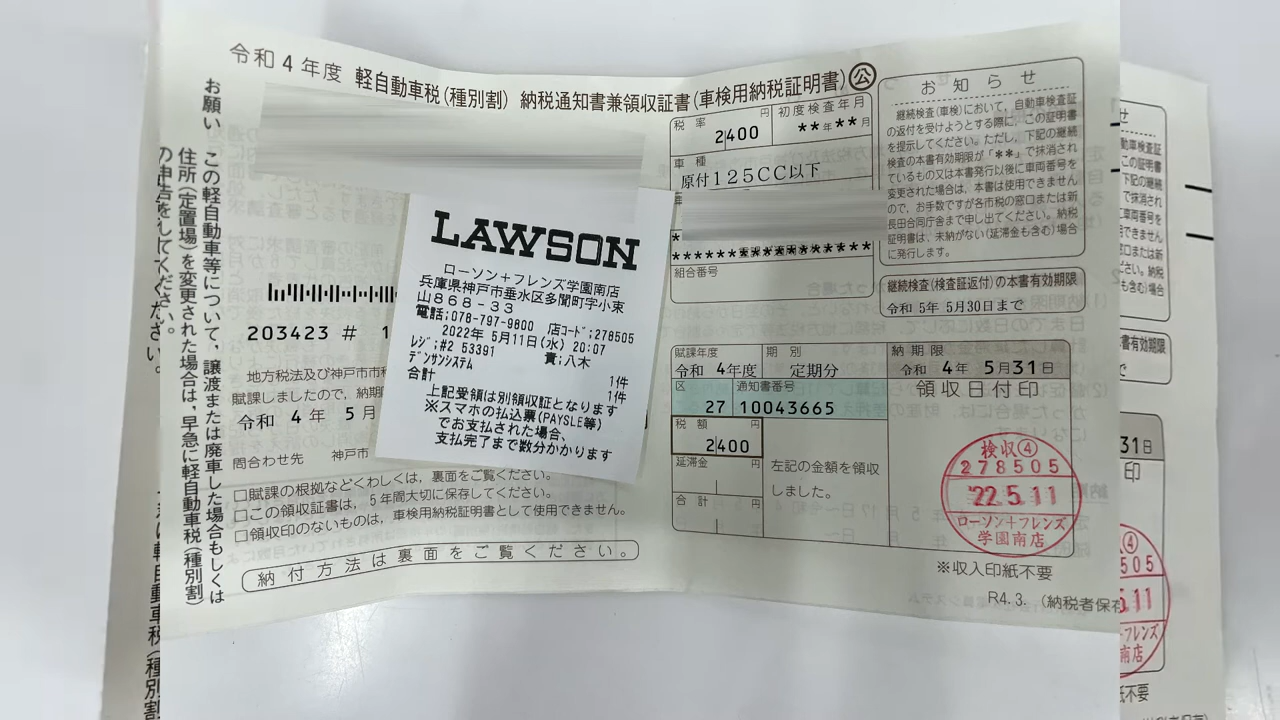 令和4年度 軽自動車税(種別割) 納税通知書兼領収証書(車検用納税証明書) 公
お願い この軽自動車等について、譲渡または廃車した場合もしくは
住所(定置場)を変更された場合は、早急に軽自動車税(種別割)
の申告をしてください。
203423 # 1
地方税法及び神戸市市税
賦課しましたので、納期
令和 4年 5月
問合わせ先 神戸市
□賦課の根拠などくわしくは、裏面をご覧ください。
□この領収証書は、5年間大切に保存してください。
□領収印のないものは、車検用納税証明書として使用できません。
納付方法は裏面をご覧ください。
LAWSON
ローソン+フレンズ学園南店
兵庫県神戸市垂水区多聞町字小束
山868-33
電話:078-797-9800 店コード:278505
2022年 5月11日(水) 20:07
レジ:#2 53391 責:八木
デンサンシステム 1件
合計 1件
上記受領は別領収証となります
※スマホの払込票(PAYSLE等)
でお支払された場合、
支払完了まで数分かかります
税率 2400 円
初度検査年月
**年**月
車種
原付125CC以下
車
*
*******************
組合番号
お知らせ
継続検査(車検)において、自動車検査証
の返付を受けようとする際に、この証明書
を提示してください。ただし、下記の継続
検査の本書有効期限が「**」で抹消され
ているもの又は本書発行以後に車両番号を
変更された場合は、本書は使用できません
ので、お手数ですが各市税の窓口または新
長田合同庁舎まで申し出てください。納税
証明書は、未納がない(延滞金も含む)場合
に発行します。
継続検査(検査証返付)の本書有効期限
令和 5年 5月30日まで
賦課年度 期別 納期限
令和 4年度 定期分 令和 4年 5月31日
区 通知書番号 領収日付印
27 10043665
税額 円
2400
延滞金 円
合計 円
左記の金額を領収
しました。
検収④
278505
'22.5.11
ローソン+フレンズ
学園南店
※収入印紙不要
R4.3. (納税者保存